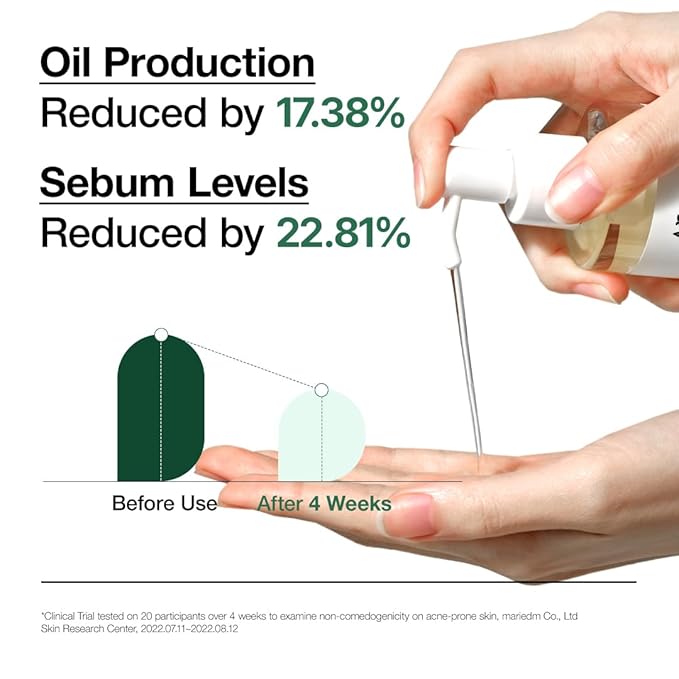 Oil Production
Reduced by 17.38%
Sebum Levels
Reduced by 22.81%
Before Use
After 4 Weeks
*Clinical Trial tested on 20 participants over 4 weeks to examine non-comedogenicity on acne-prone skin, mariedm Co., Ltd
Skin Research Center, 2022.07.11~2022.08.12